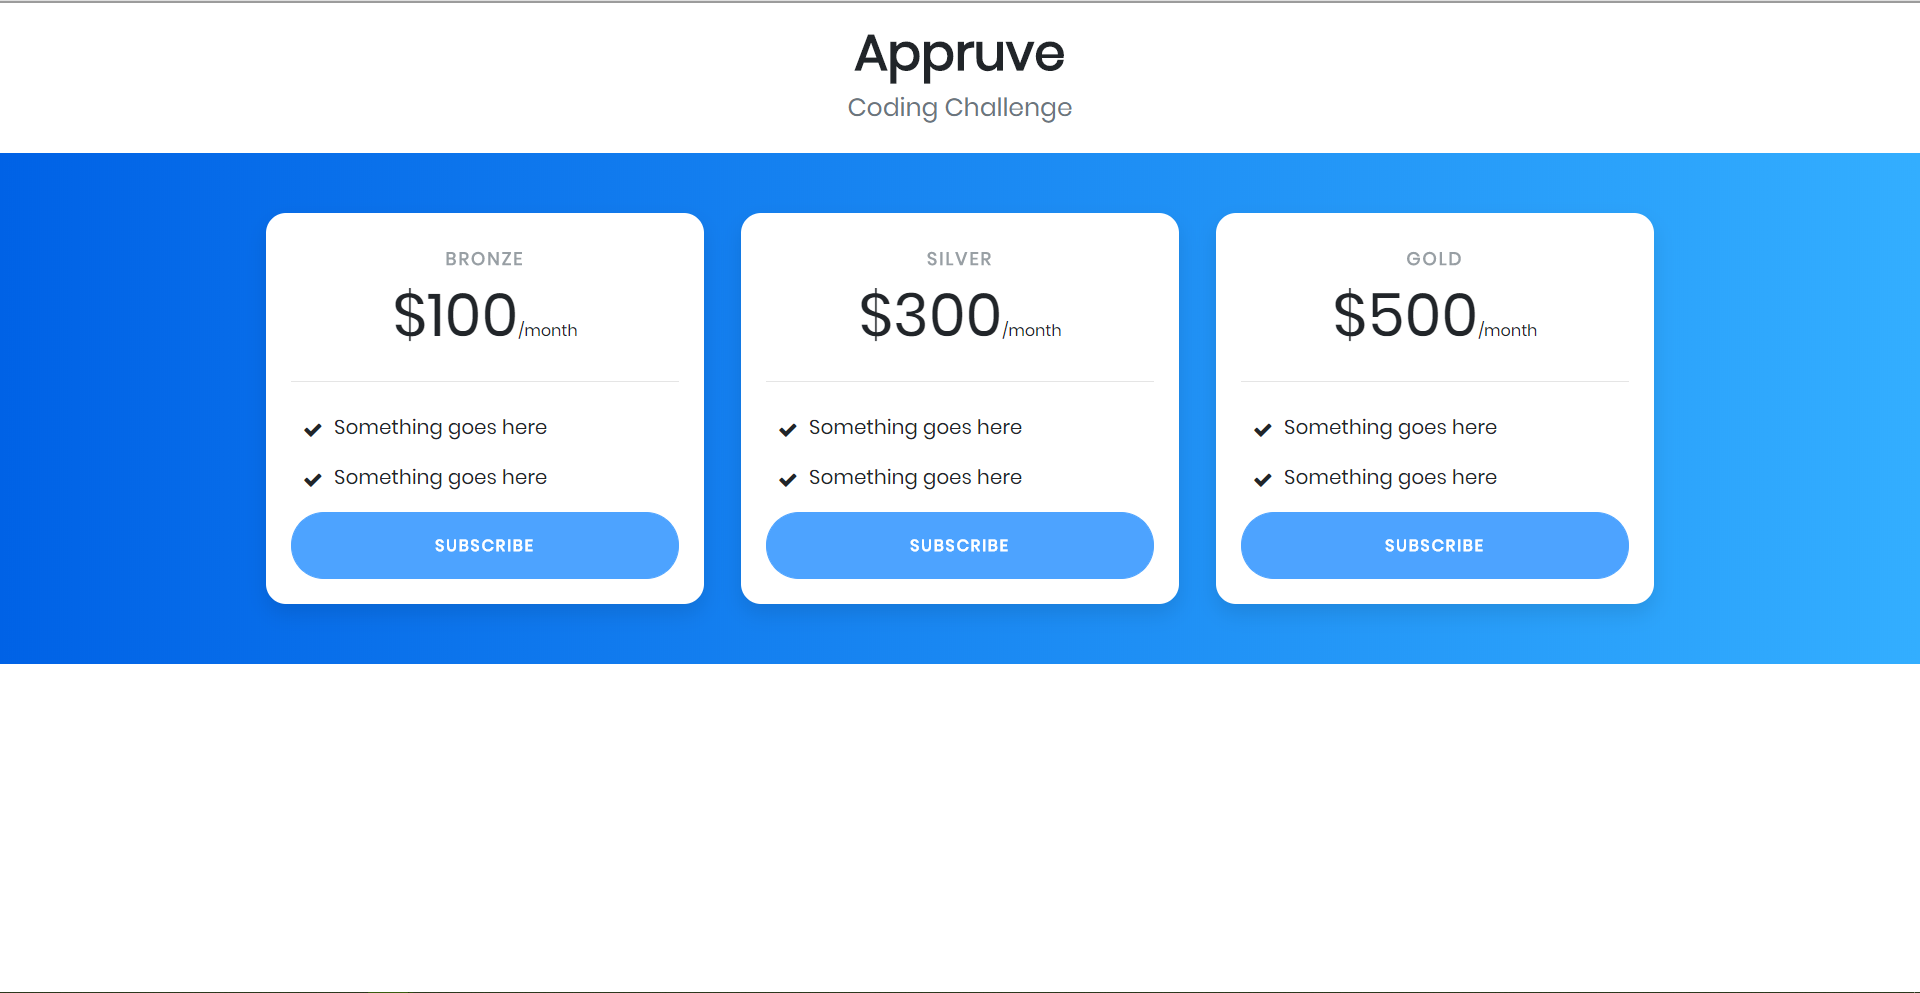 Appruve
Coding Challenge
BRONZE
$100/month
Something goes here
Something goes here
SUBSCRIBE
SILVER
$300/month
Something goes here
Something goes here
SUBSCRIBE
GOLD
$500/month
Something goes here
Something goes here
SUBSCRIBE